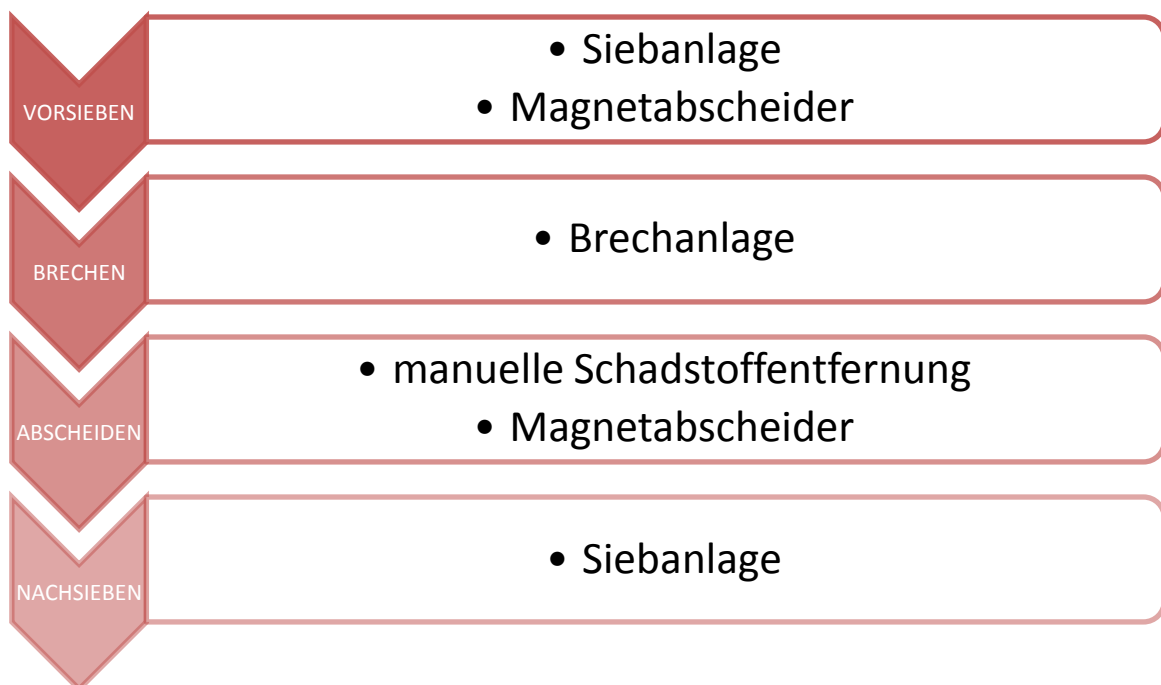 VORSIEBEN
• Siebanlage
• Magnetabscheider
BRECHEN
• Brechanlage
ABSCHEIDEN
• manuelle Schadstoffentfernung
• Magnetabscheider
NACHSIEBEN
• Siebanlage